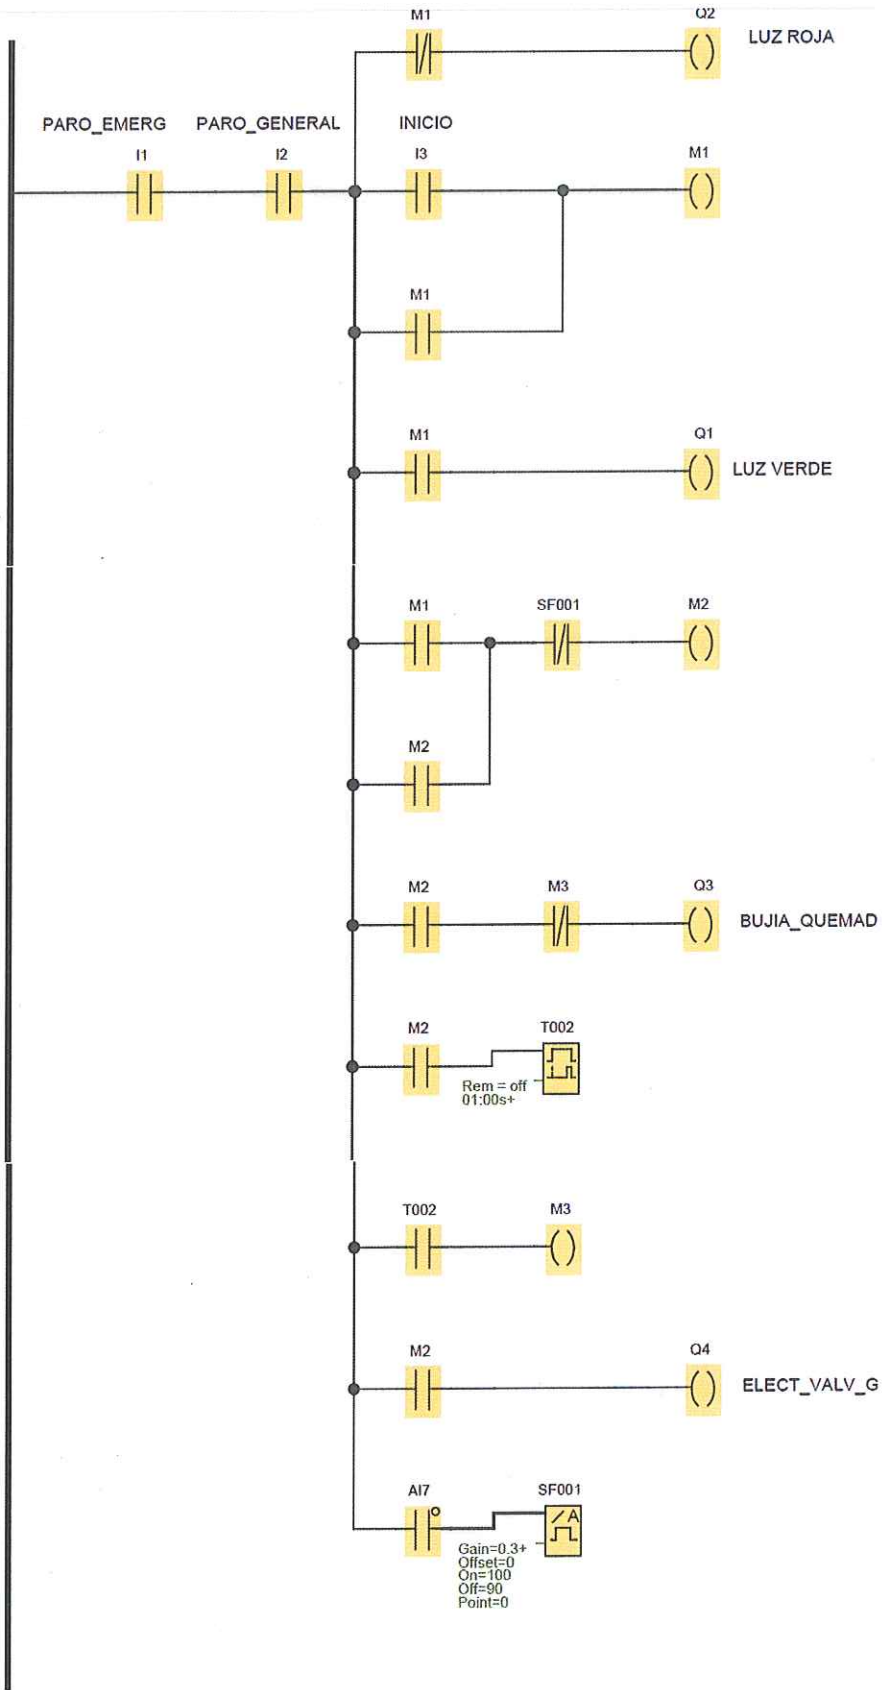 M1
Q2
LUZ ROJA
PARO_EMERG
PARO_GENERAL
INICIO
I1
I2
I3
M1
M1
M1
Q1
LUZ VERDE
M1
SF001
M2
M2
M2
M3
Q3
BUJIA_QUEMAD
M2
T002
Rem = off
01:00s+
T002
M3
M2
Q4
ELECT_VALV_G
AI7
SF001
A
Gain=0.3+
Offset=0
On=100
Off=90
Point=0